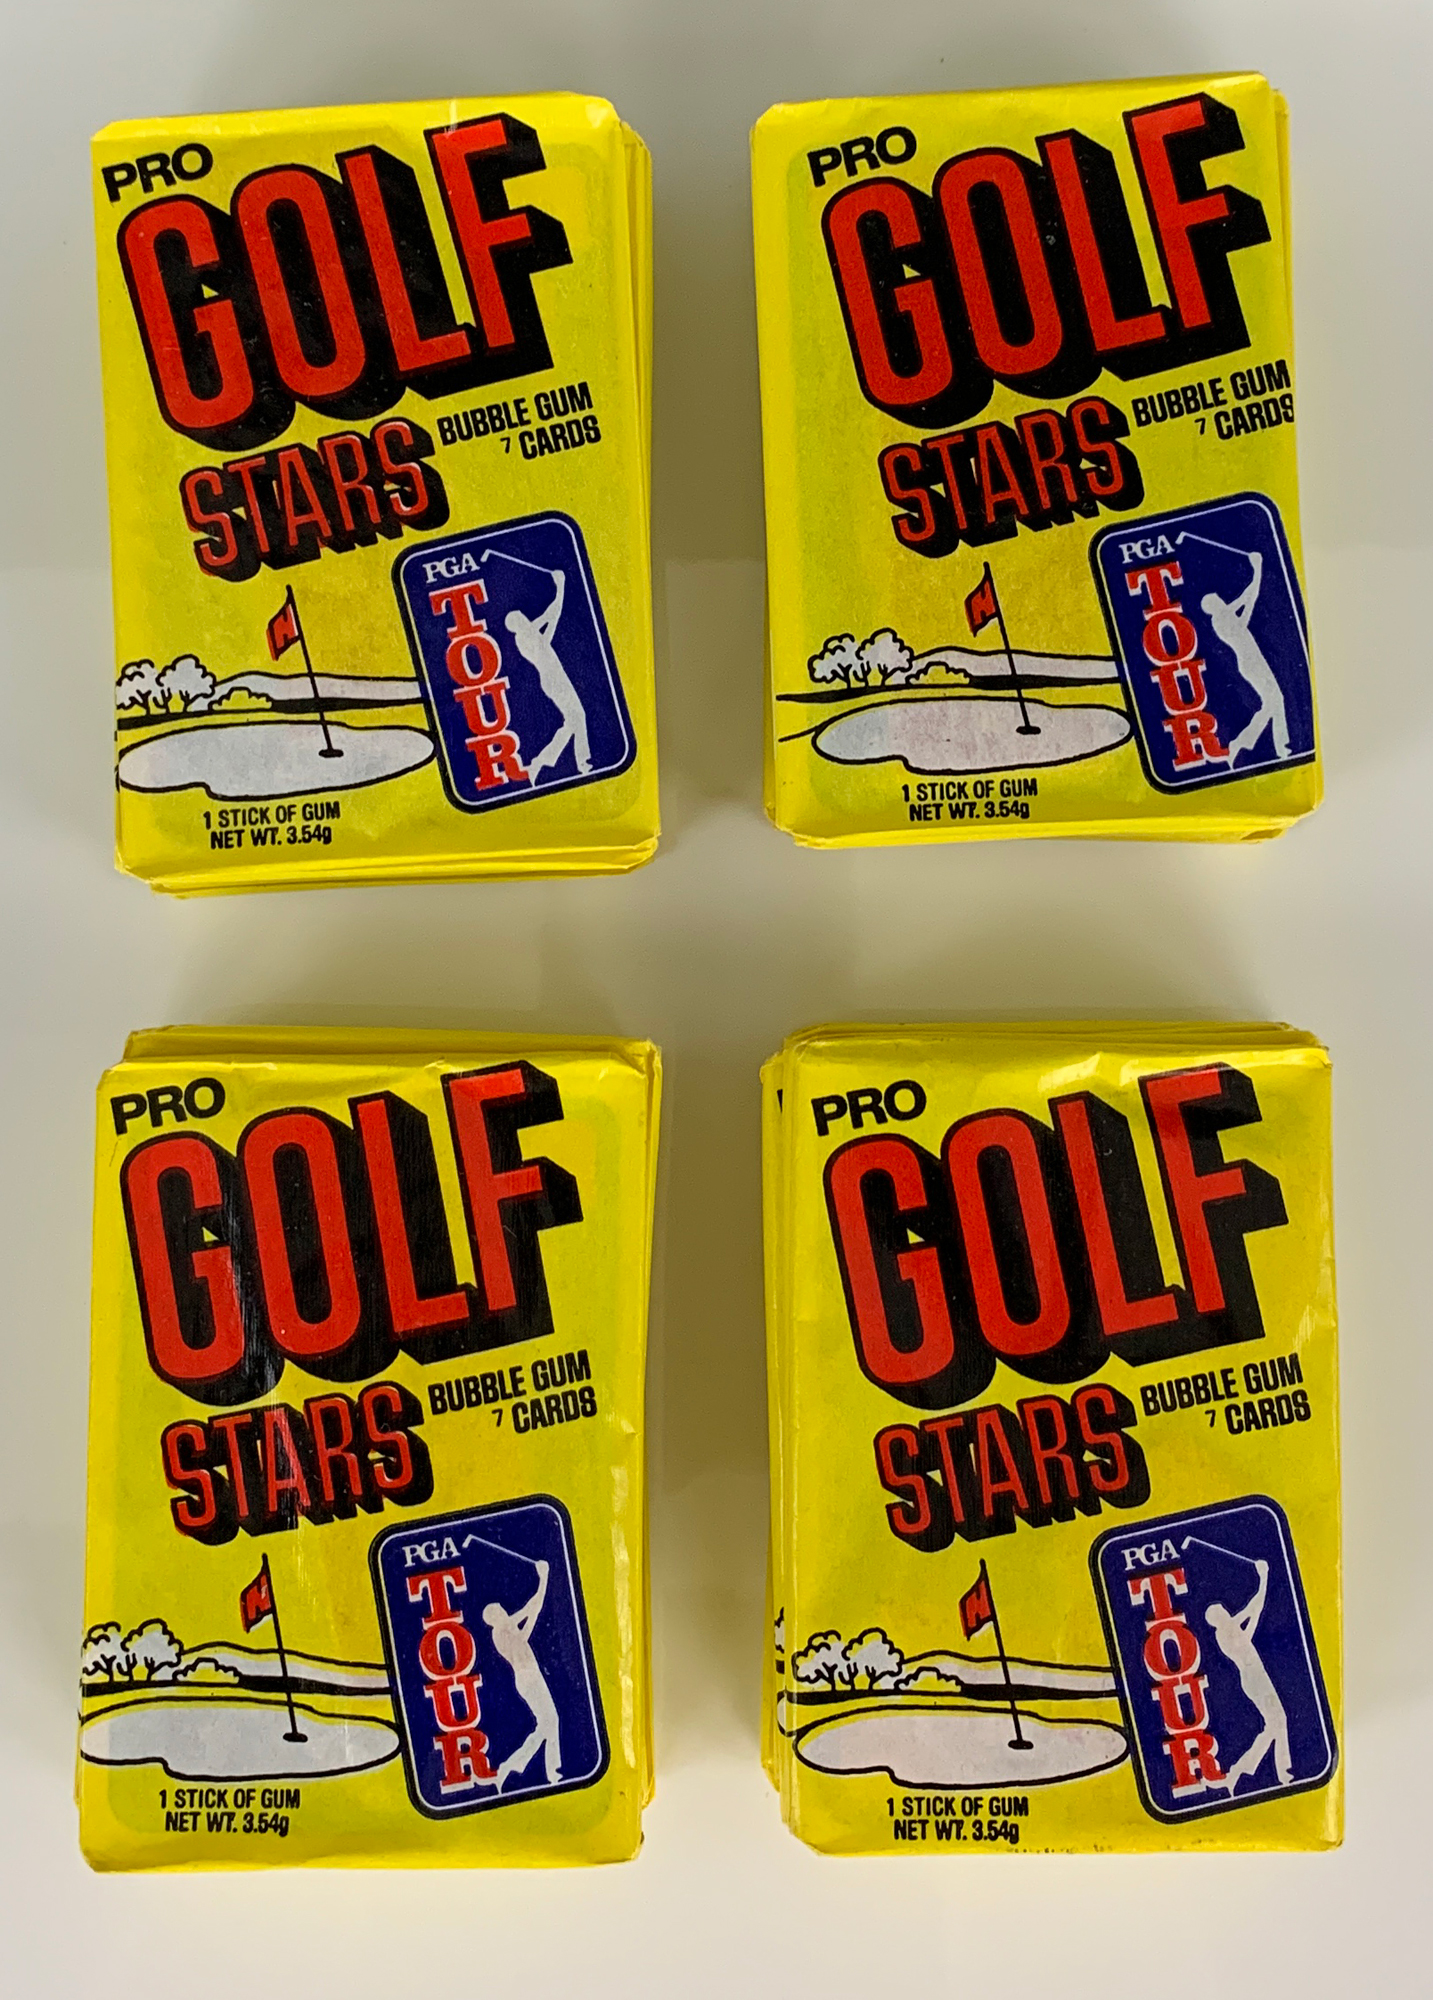 PRO
GOLF
STARS
BUBBLE GUM
7 CARDS
PGA
TOUR
1 STICK OF GUM
NET WT. 3.54g
PRO
GOLF
STARS
BUBBLE GUM
7 CARDS
PGA
TOUR
1 STICK OF GUM
NET WT. 3.54g
PRO
GOLF
STARS
BUBBLE GUM
7 CARDS
PGA
TOUR
1 STICK OF GUM
NET WT. 3.54g
PRO
GOLF
STARS
BUBBLE GUM
7 CARDS
PGA
TOUR
1 STICK OF GUM
NET WT. 3.54g